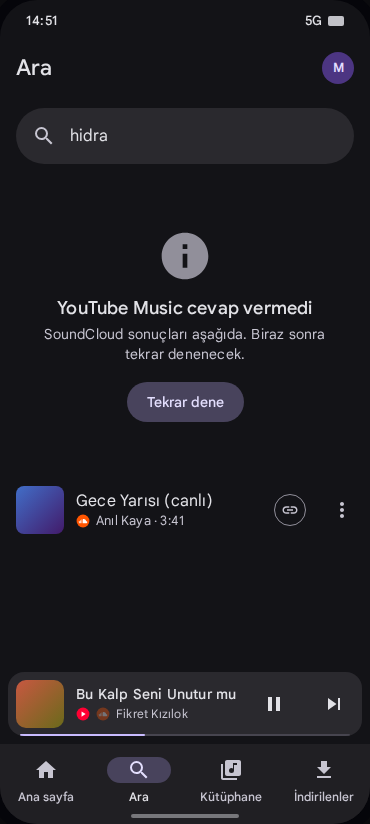 14:51
5G
Ara
M
hidra
YouTube Music cevap vermedi
SoundCloud sonuçları aşağıda. Biraz sonra
tekrar denenecek.
Tekrar dene
Gece Yarısı (canlı)
Anıl Kaya · 3:41
Bu Kalp Seni Unutur mu
Fikret Kızılok
Ana sayfa
Ara
Kütüphane
İndirilenler